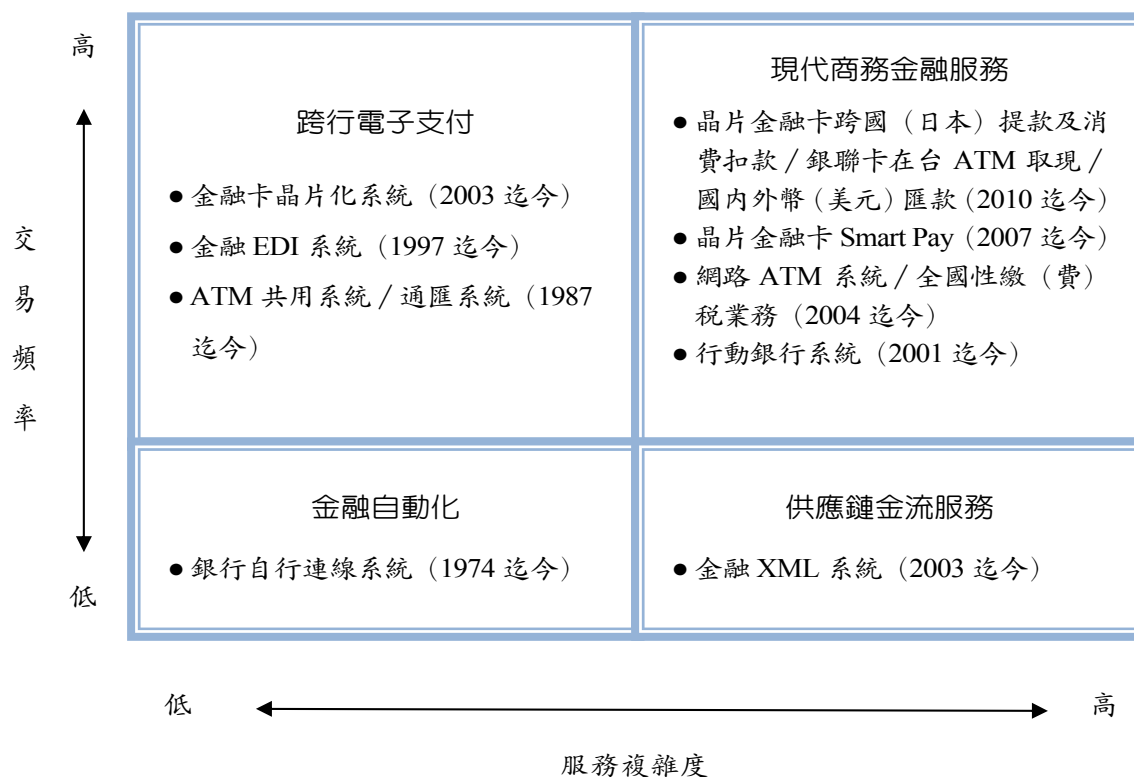 高
交
易
頻
率
低
跨行電子支付
● 金融卡晶片化系統（2003 迄今）
● 金融 EDI 系統（1997 迄今）
● ATM 共用系統／通匯系統（1987
迄今）
現代商務金融服務
● 晶片金融卡跨國（日本）提款及消
費扣款／銀聯卡在台 ATM 取現／
國內外幣（美元）匯款（2010 迄今）
● 晶片金融卡 Smart Pay（2007 迄今）
● 網路 ATM 系統／全國性繳（費）
稅業務（2004 迄今）
● 行動銀行系統（2001 迄今）
金融自動化
● 銀行自行連線系統（1974 迄今）
供應鏈金流服務
● 金融 XML 系統（2003 迄今）
低
高
服務複雜度